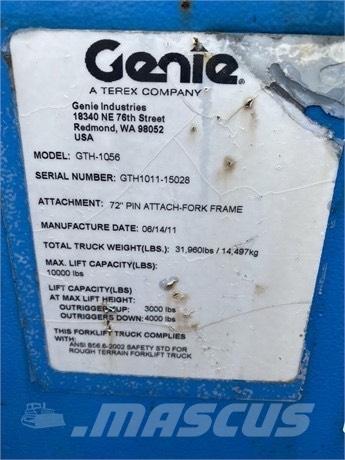 Genie
A TEREX COMPANY
Genie Industries
18340 NE 76th Street
Redmond, WA 98052
USA
MODEL: GTH-1056
SERIAL NUMBER: GTH1011-15028
ATTACHMENT: 72" PIN ATTACH-FORK FRAME
MANUFACTURE DATE: 06/14/11
TOTAL TRUCK WEIGHT(LBS.): 31,960lbs / 14,497kg
MAX. LIFT CAPACITY(LBS)
10000 lbs
LIFT CAPACITY(LBS)
AT MAX LIFT HEIGHT:
OUTRIGGERS UP: 3000 lbs
OUTRIGGERS DOWN: 4000 lbs
THIS FORKLIFT TRUCK COMPLIES
WITH:
ANSI B56.6-2002 SAFETY STD FOR
ROUGH TERRAIN FORKLIFT TRUCK
MASCUS